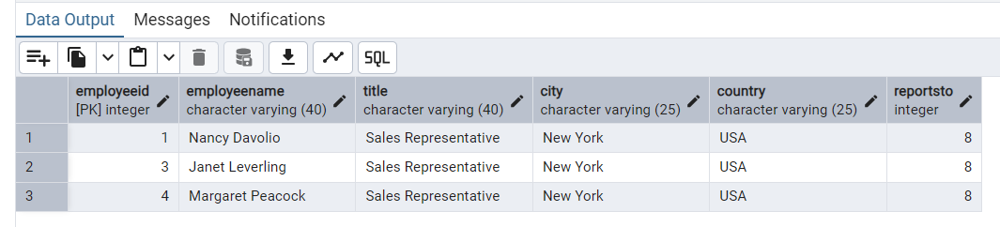 Data Output Messages Notifications
SQL
employeeid employeename title city country reportsto
[PK] integer character varying (40) character varying (40) character varying (25) character varying (25) integer
1 1 Nancy Davolio Sales Representative New York USA 8
2 3 Janet Leverling Sales Representative New York USA 8
3 4 Margaret Peacock Sales Representative New York USA 8